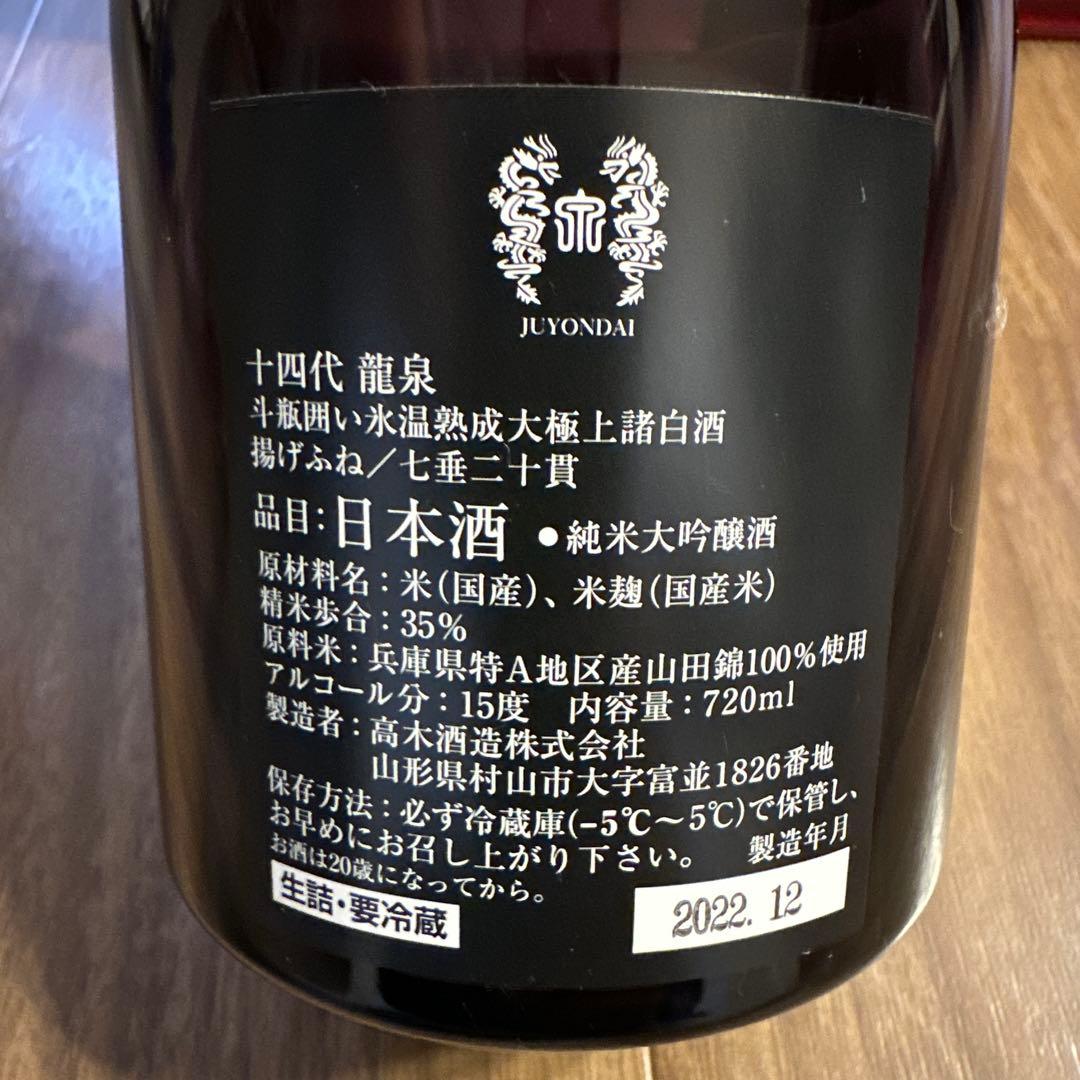 JUYONDAI
十四代 龍泉
斗瓶囲い氷温熟成大極上諸白酒
揚げふね/七垂二十貫
品目:日本酒 ●純米大吟醸酒
原材料名:米(国産)、米麹(国産米)
精米歩合:35%
原料米:兵庫県特A地区産山田錦100%使用
アルコール分:15度 内容量:720ml
製造者:高木酒造株式会社
山形県村山市大字富並1826番地
保存方法:必ず冷蔵庫(-5℃～5℃)で保管し、
お早めにお召し上がり下さい。 製造年月
お酒は20歳になってから。
生詰・要冷蔵
2022. 12